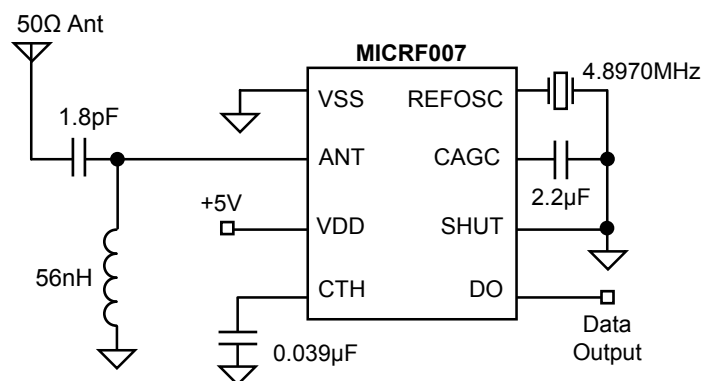 50Ω Ant
MICRF007
4.8970MHz
VSS
REFOSC
1.8pF
ANT
CAGC
2.2µF
+5V
VDD
SHUT
56nH
CTH
DO
0.039µF
Data
Output